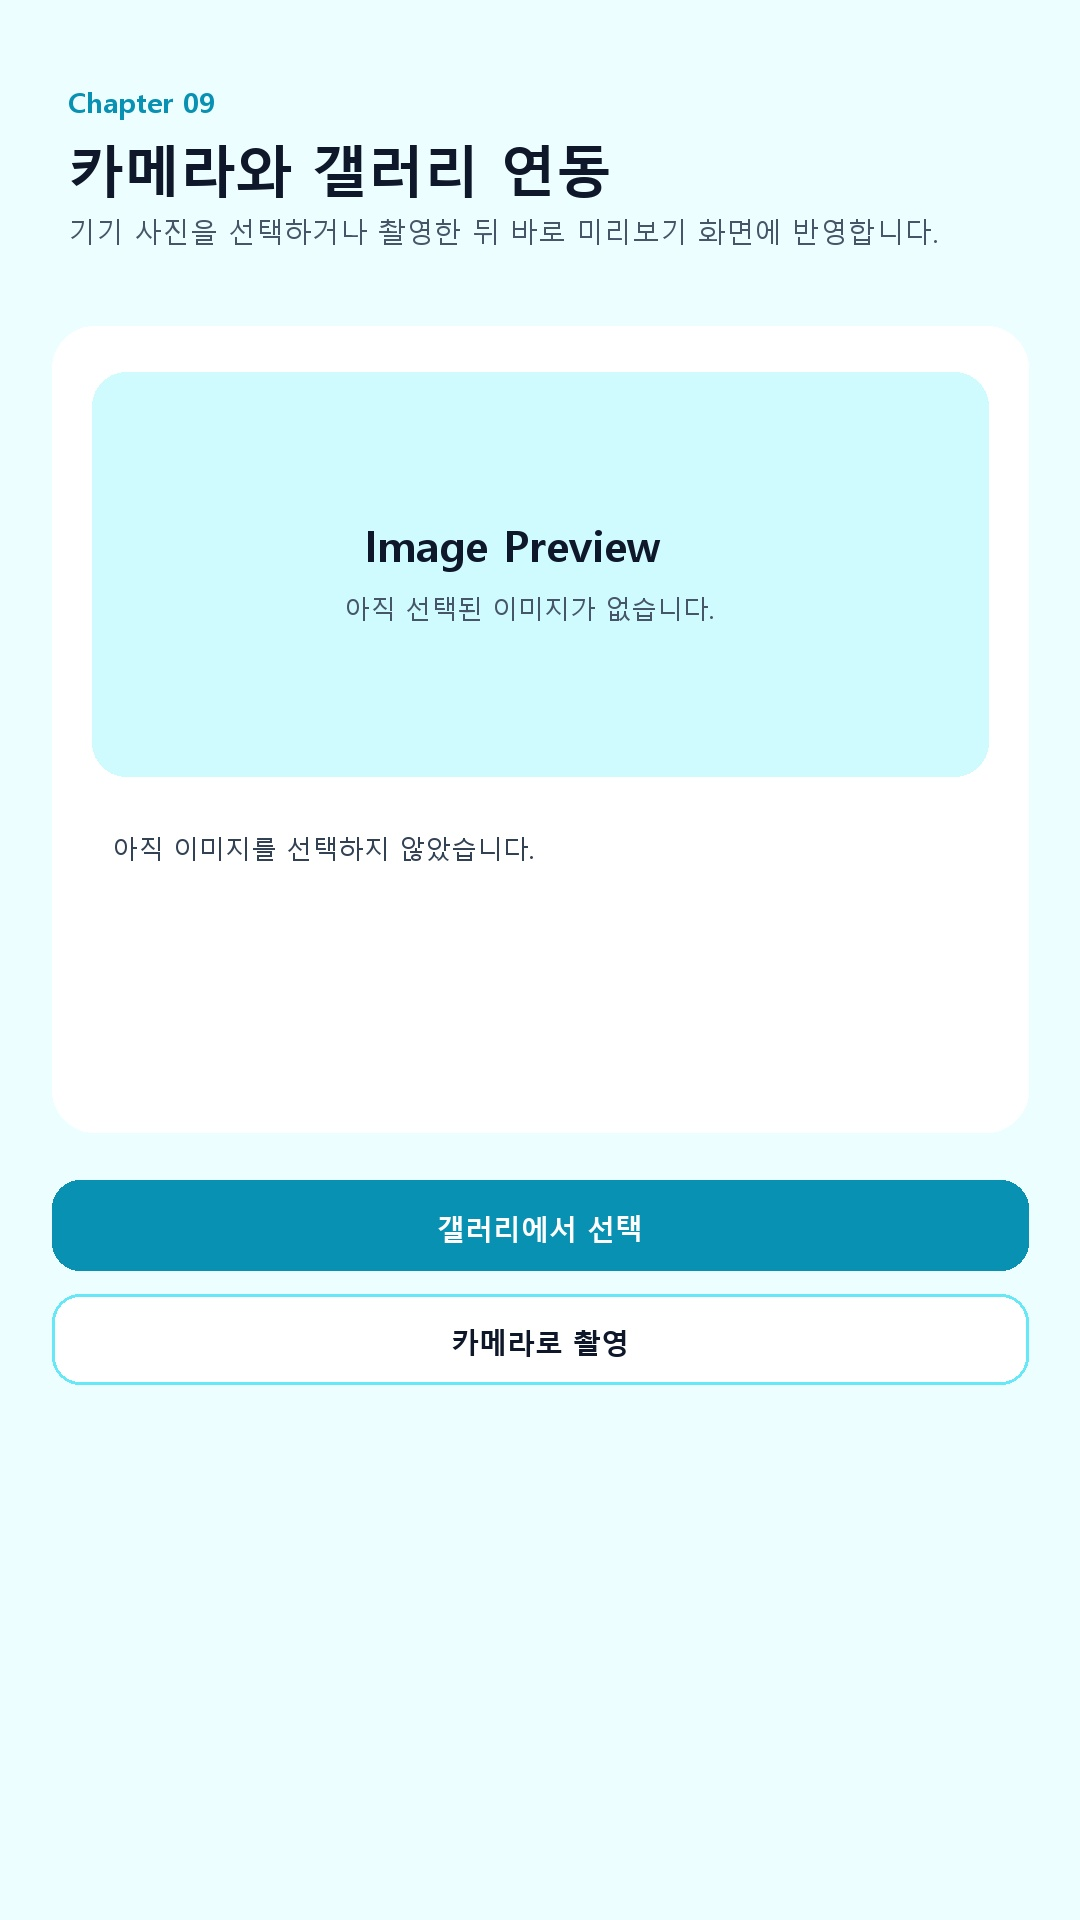 Chapter 09
카메라와 갤러리 연동
기기 사진을 선택하거나 촬영한 뒤 바로 미리보기 화면에 반영합니다.
Image Preview
아직 선택된 이미지가 없습니다.
아직 이미지를 선택하지 않았습니다.
갤러리에서 선택
카메라로 촬영